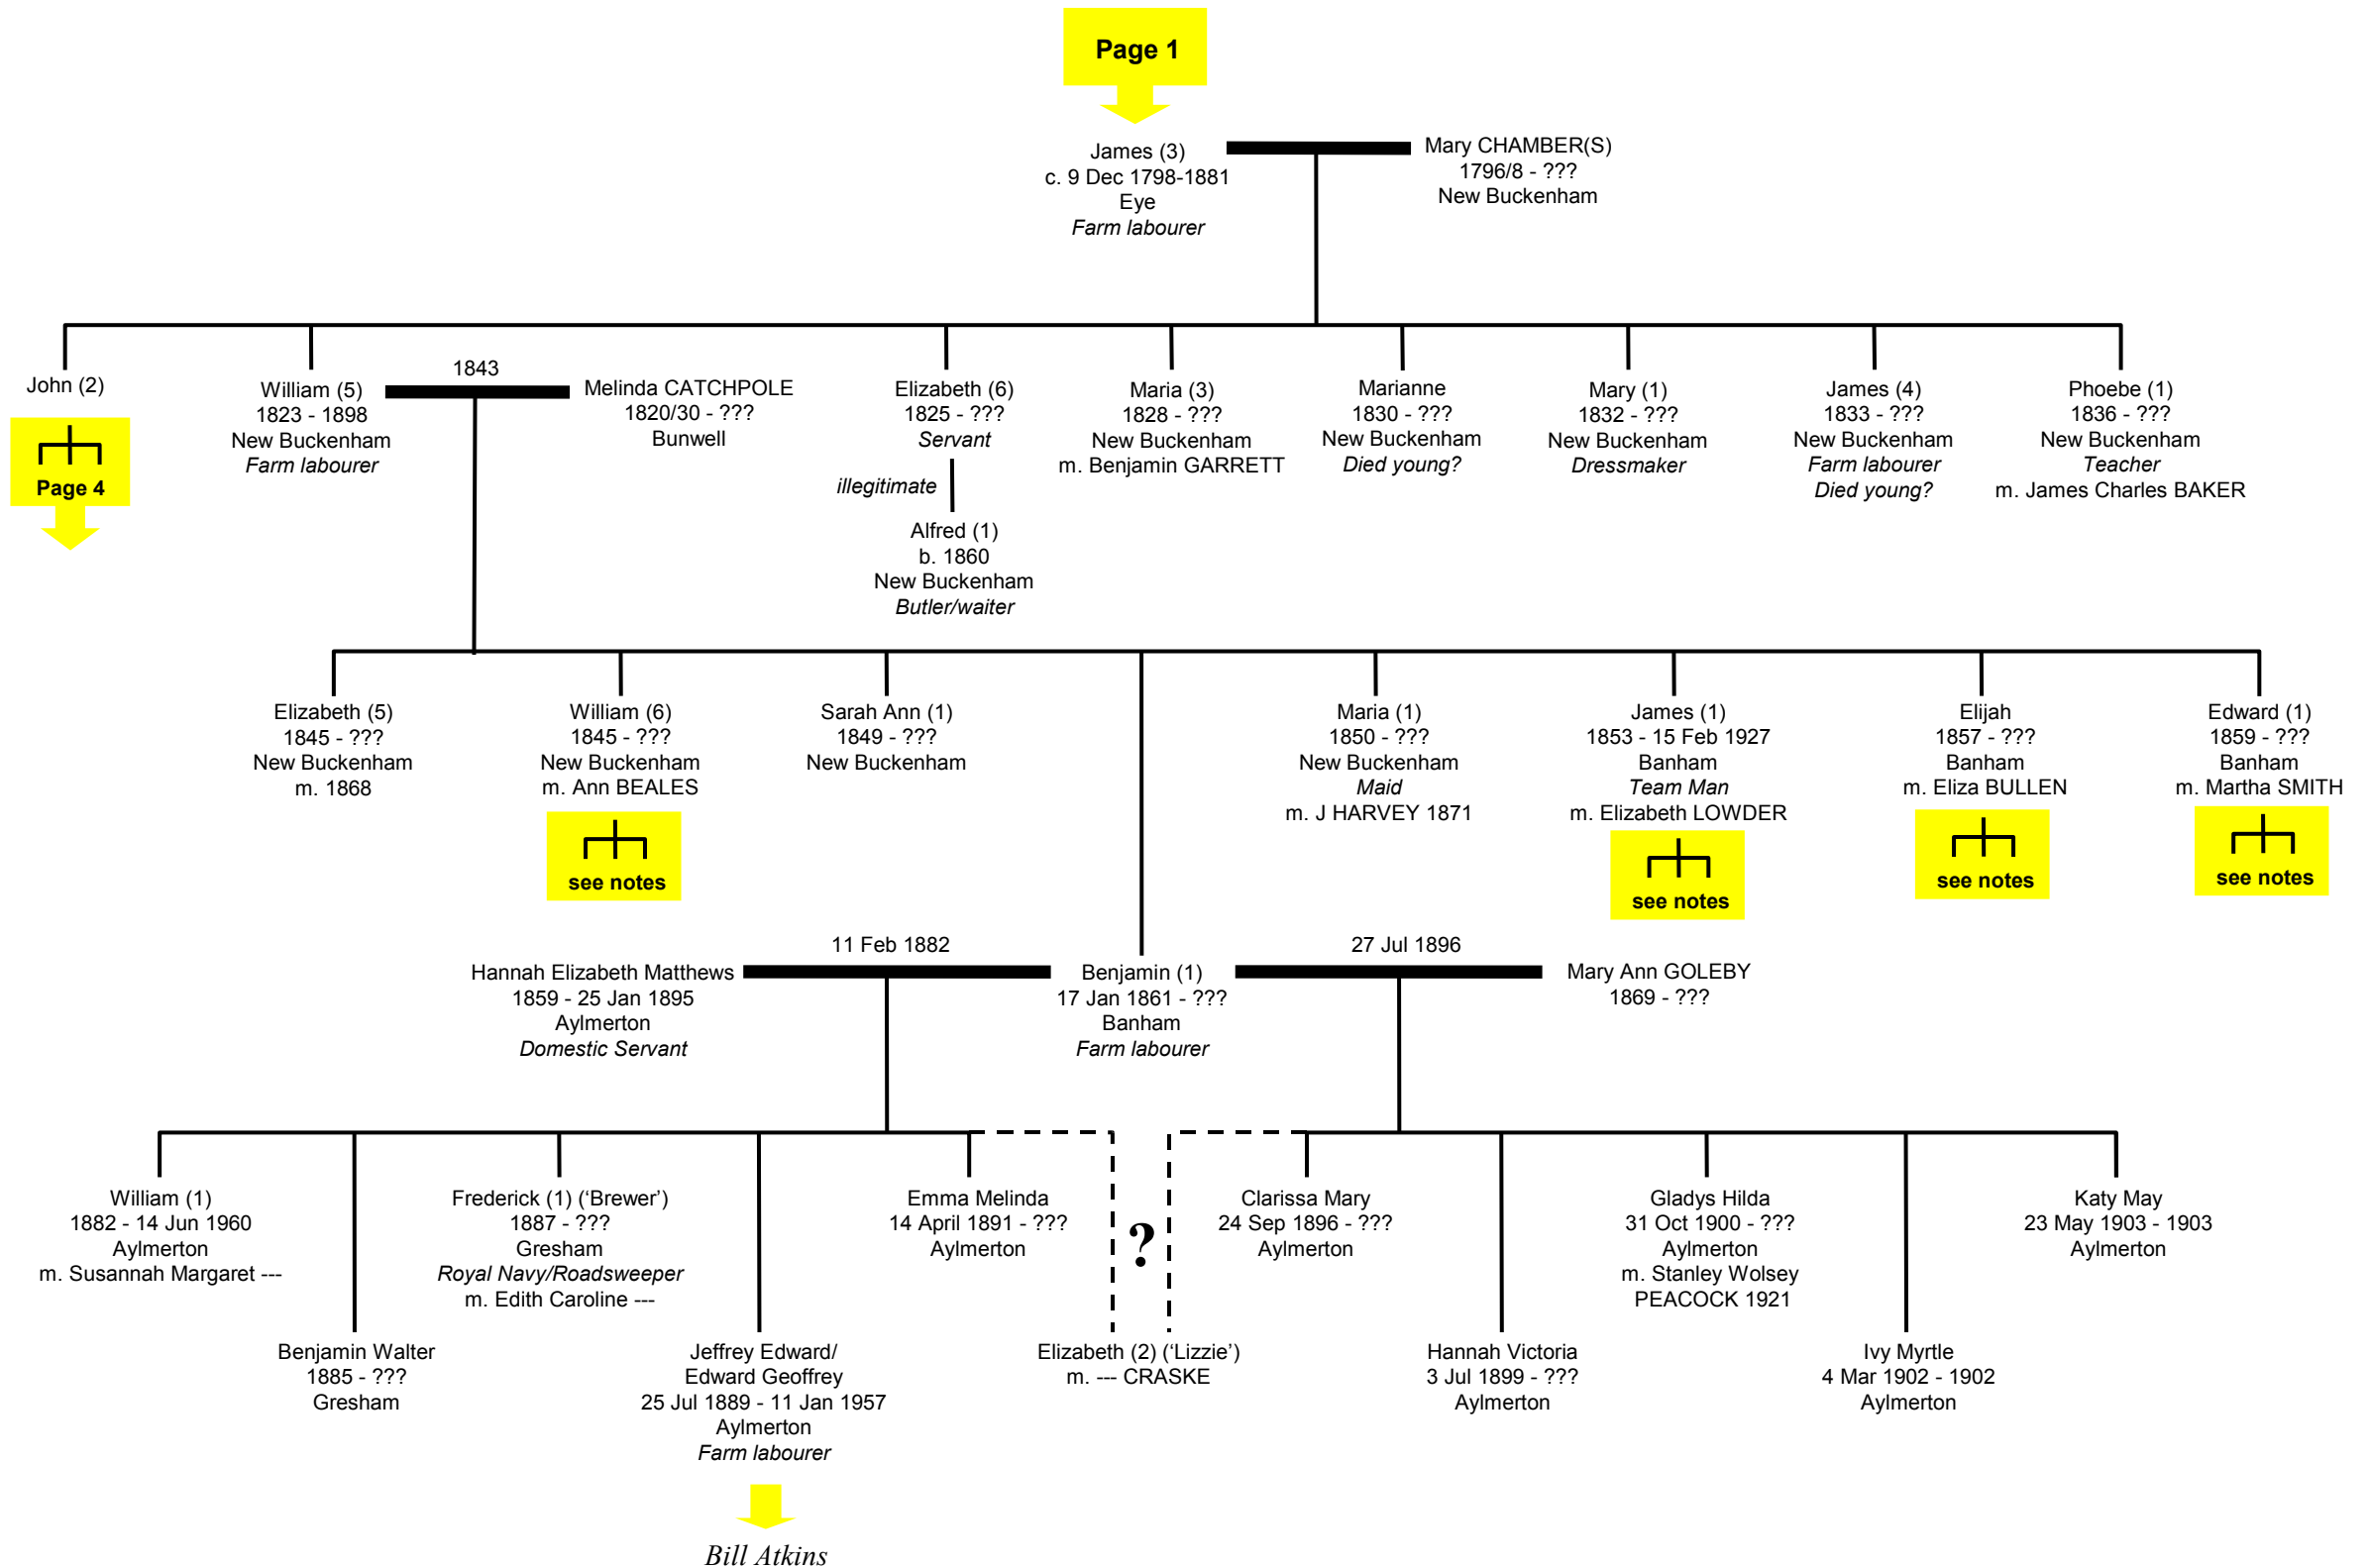 Page 1
James (3)
c. 9 Dec 1798-1881
Eye
Farm labourer
Mary CHAMBER(S)
1796/8 - ???
New Buckenham
John (2)
Page 4
William (5)
1823 - 1898
New Buckenham
Farm labourer
1843
Melinda CATCHPOLE
1820/30 - ???
Bunwell
Elizabeth (6)
1825 - ???
Servant
illegitimate
Alfred (1)
b. 1860
New Buckenham
Butler/waiter
Maria (3)
1828 - ???
New Buckenham
m. Benjamin GARRETT
Marianne
1830 - ???
New Buckenham
Died young?
Mary (1)
1832 - ???
New Buckenham
Dressmaker
James (4)
1833 - ???
New Buckenham
Farm labourer
Died young?
Phoebe (1)
1836 - ???
New Buckenham
Teacher
m. James Charles BAKER
Elizabeth (5)
1845 - ???
New Buckenham
m. 1868
William (6)
1845 - ???
New Buckenham
m. Ann BEALES
see notes
Sarah Ann (1)
1849 - ???
New Buckenham
Maria (1)
1850 - ???
New Buckenham
Maid
m. J HARVEY 1871
James (1)
1853 - 15 Feb 1927
Banham
Team Man
m. Elizabeth LOWDER
see notes
Elijah
1857 - ???
Banham
m. Eliza BULLEN
see notes
Edward (1)
1859 - ???
Banham
m. Martha SMITH
see notes
Hannah Elizabeth Matthews
1859 - 25 Jan 1895
Aylmerton
Domestic Servant
11 Feb 1882
Benjamin (1)
17 Jan 1861 - ???
Banham
Farm labourer
27 Jul 1896
Mary Ann GOLEBY
1869 - ???
William (1)
1882 - 14 Jun 1960
Aylmerton
m. Susannah Margaret ---
Benjamin Walter
1885 - ???
Gresham
Frederick (1) (‘Brewer’)
1887 - ???
Gresham
Royal Navy/Roadsweeper
m. Edith Caroline ---
Jeffrey Edward/
Edward Geoffrey
25 Jul 1889 - 11 Jan 1957
Aylmerton
Farm labourer
Bill Atkins
Emma Melinda
14 April 1891 - ???
Aylmerton
?
Elizabeth (2) (‘Lizzie’)
m. --- CRASKE
Clarissa Mary
24 Sep 1896 - ???
Aylmerton
Hannah Victoria
3 Jul 1899 - ???
Aylmerton
Gladys Hilda
31 Oct 1900 - ???
Aylmerton
m. Stanley Wolsey
PEACOCK 1921
Ivy Myrtle
4 Mar 1902 - 1902
Aylmerton
Katy May
23 May 1903 - 1903
Aylmerton